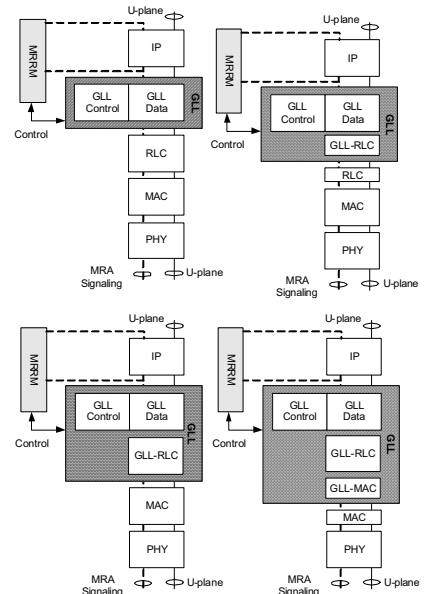 U-plane
MRRM
IP
GLL
Control
GLL
Data
GLL
Control
RLC
MAC
PHY
MRA
Signaling
U-plane
U-plane
MRRM
IP
GLL
Control
GLL
Data
GLL
GLL-RLC
Control
RLC
MAC
PHY
MRA
Signaling
U-plane
U-plane
MRRM
IP
GLL
Control
GLL
Data
GLL
Control
GLL-RLC
MAC
PHY
MRA
Signaling
U-plane
U-plane
MRRM
IP
GLL
Control
GLL
Data
GLL
Control
GLL-RLC
GLL-MAC
MAC
PHY
MRA
Signaling
U-plane